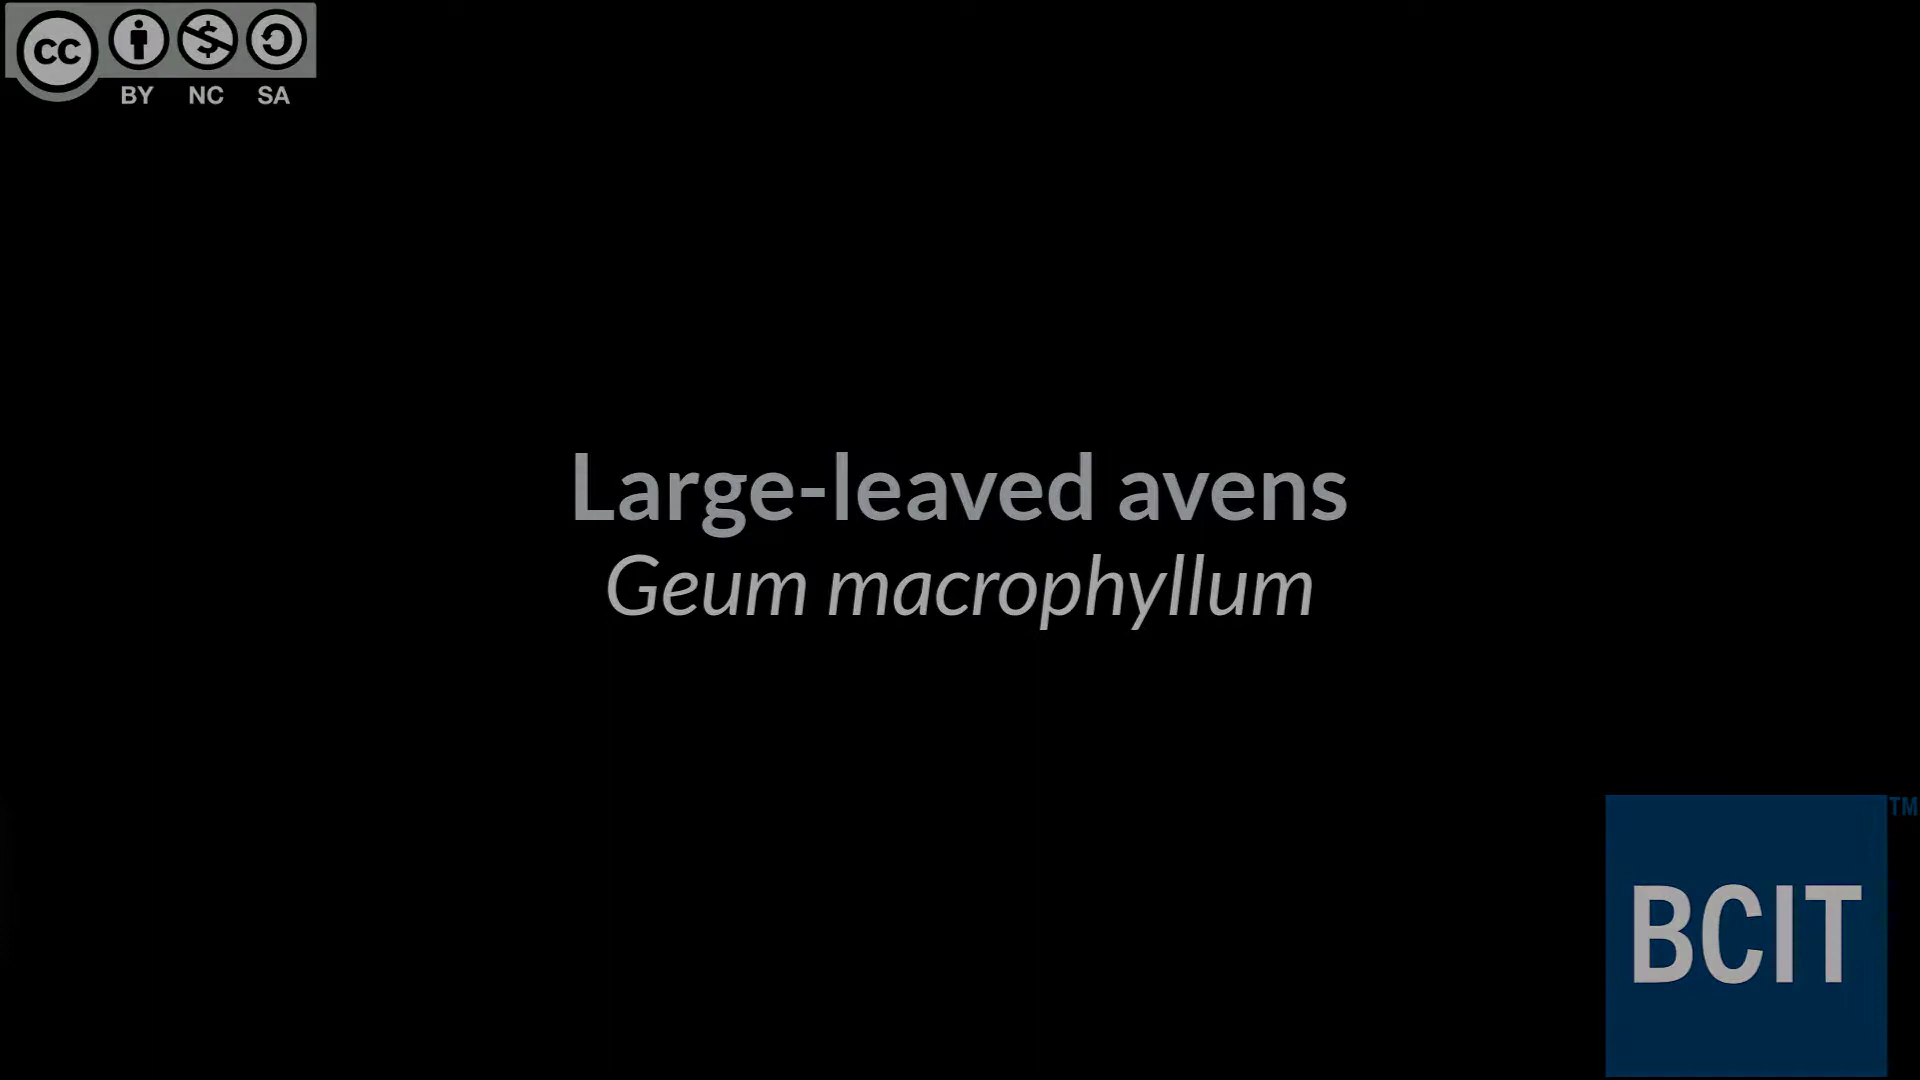 CC
BY NC SA
Large-leaved avens
Geum macrophyllum
TM
BCIT